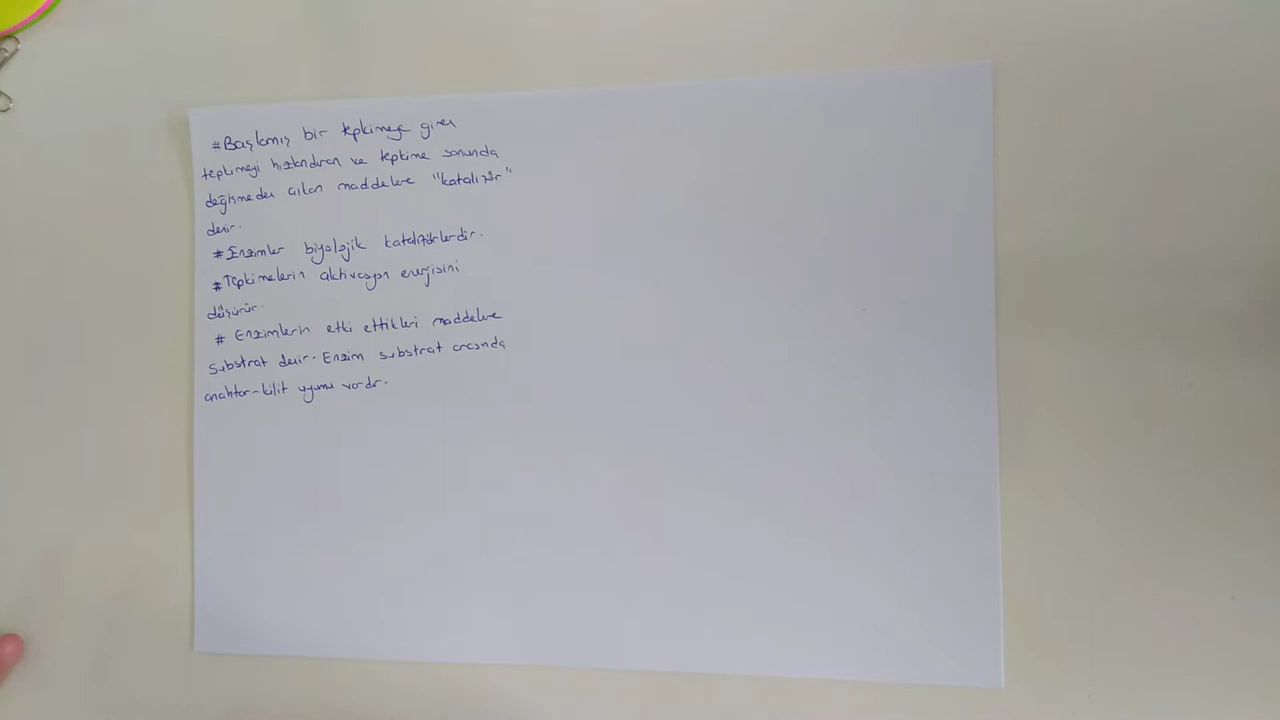 #Başlamış bir tepkimeye giren
tepkimeyi hızlandıran ve tepkime sonunda
değişmeden çıkan maddelere "katalizör"
denir.
#Enzimler biyolojik katalizörlerdir.
#Tepkimelerin aktivasyon enerjisini
düşürür.
# Enzimlerin etki ettikleri maddelere
substrat denir. Enzim substrat arasında
anahtar-kilit uyumu vardır.